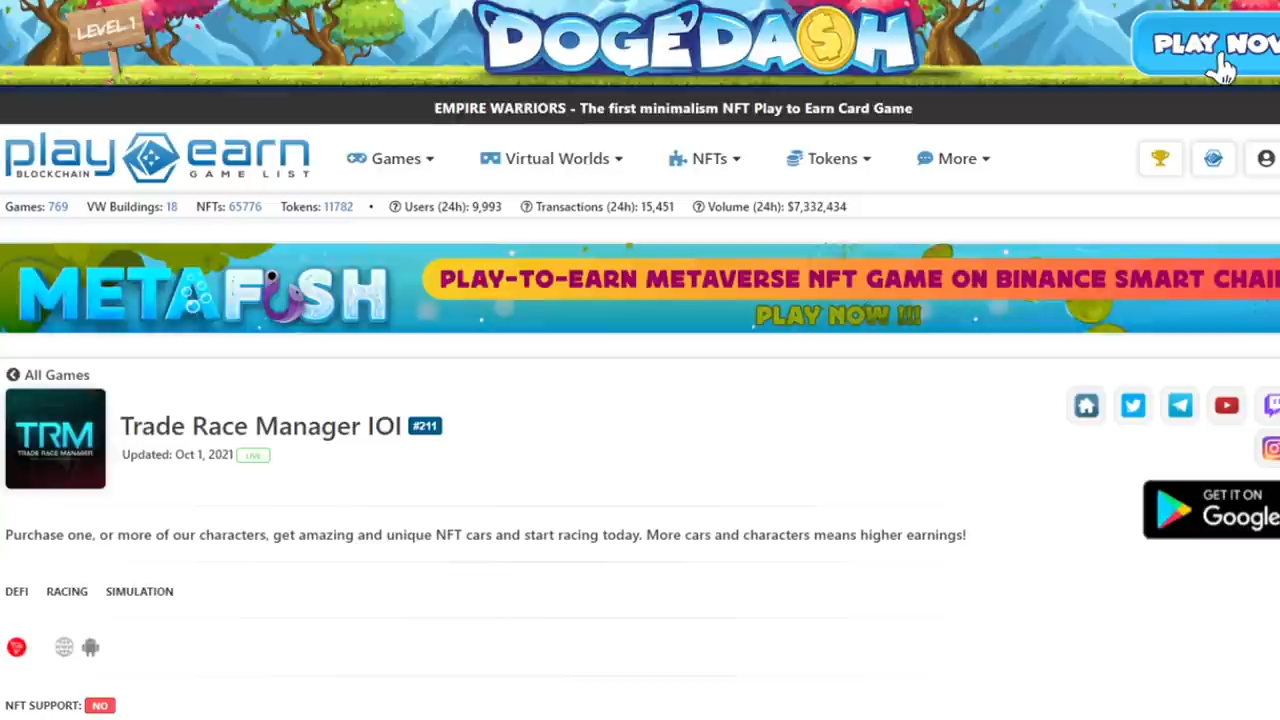 LEVEL 1
DOGEDASH
PLAY NOW
EMPIRE WARRIORS - The first minimalism NFT Play to Earn Card Game
play earn
BLOCKCHAIN GAME LIST
Games
Virtual Worlds
NFTs
Tokens
More
Games: 769 VW Buildings: 18 NFTs: 65776 Tokens: 11782 • Users (24h): 9,993 Transactions (24h): 15,451 Volume (24h): $7,332,434
METAFISH
PLAY-TO-EARN METAVERSE NFT GAME ON BINANCE SMART CHAI
PLAY NOW !!!
All Games
TRM
TRADE RACE MANAGER
Trade Race Manager IOI #211
Updated: Oct 1, 2021 LIVE
GET IT ON
Google
Purchase one, or more of our characters, get amazing and unique NFT cars and start racing today. More cars and characters means higher earnings!
DEFI RACING SIMULATION
WWW
NFT SUPPORT: NO